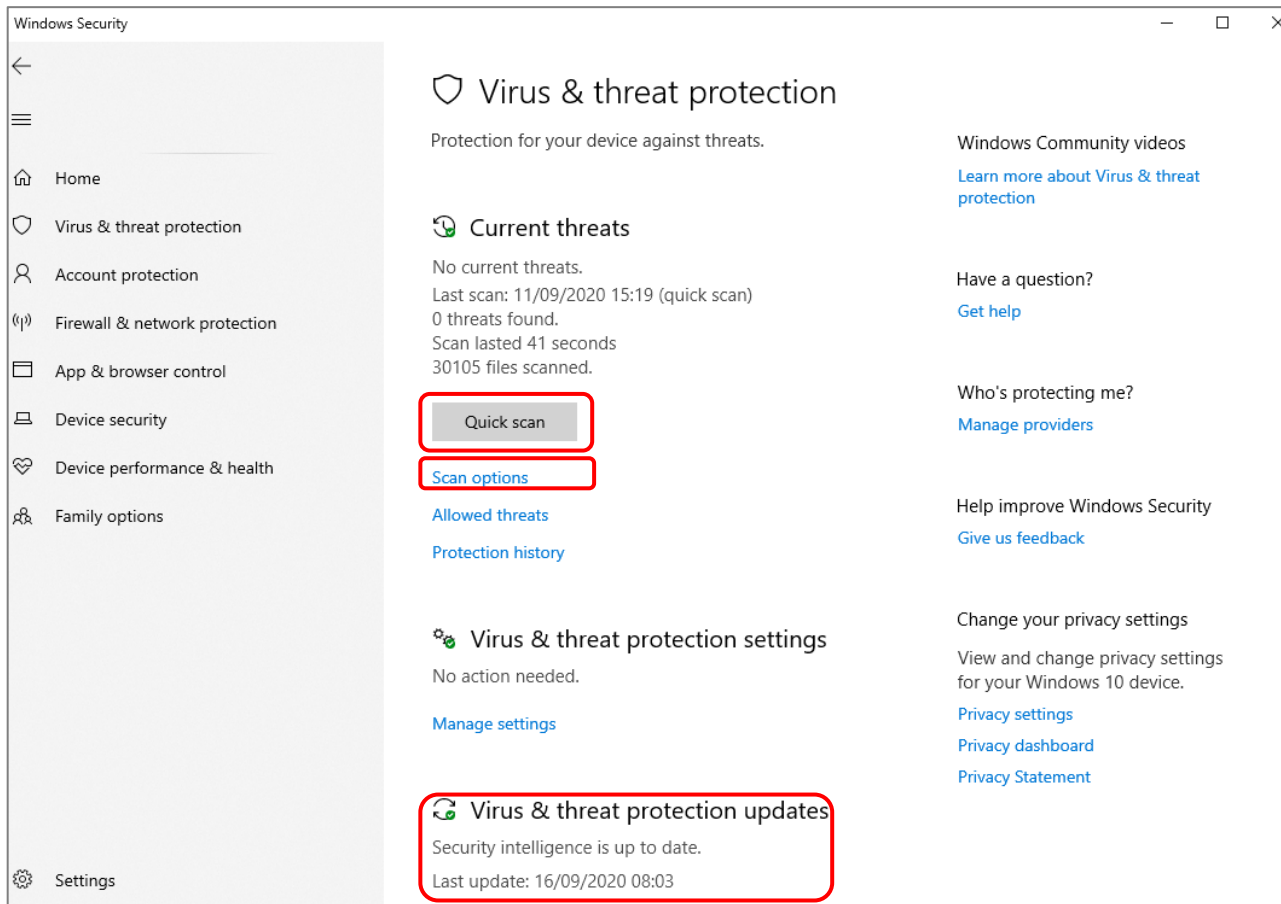 Windows Security
Home
Virus & threat protection
Account protection
Firewall & network protection
App & browser control
Device security
Device performance & health
Family options
Settings
Virus & threat protection
Protection for your device against threats.
Current threats
No current threats.
Last scan: 11/09/2020 15:19 (quick scan)
0 threats found.
Scan lasted 41 seconds
30105 files scanned.
Quick scan
Scan options
Allowed threats
Protection history
Virus & threat protection settings
No action needed.
Manage settings
Virus & threat protection updates
Security intelligence is up to date.
Last update: 16/09/2020 08:03
Windows Community videos
Learn more about Virus & threat
protection
Have a question?
Get help
Who's protecting me?
Manage providers
Help improve Windows Security
Give us feedback
Change your privacy settings
View and change privacy settings
for your Windows 10 device.
Privacy settings
Privacy dashboard
Privacy Statement